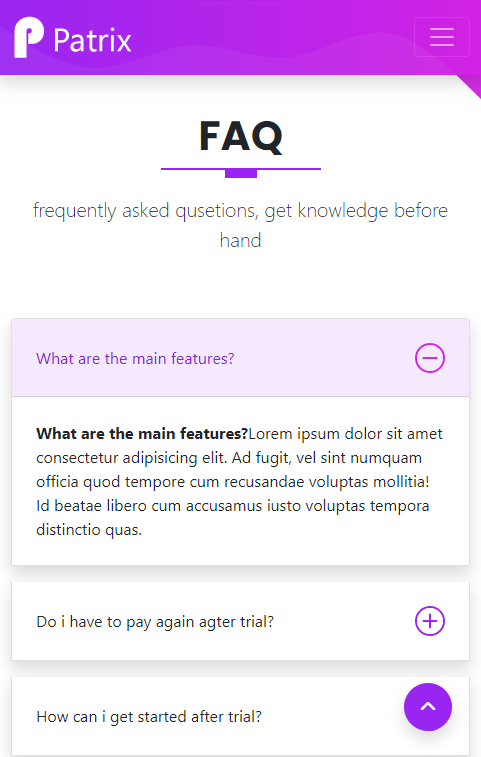 Patrix
FAQ
frequently asked qusetions, get knowledge before
hand
What are the main features?
What are the main features?Lorem ipsum dolor sit amet
consectetur adipisicing elit. Ad fugit, vel sint numquam
officia quod tempore cum recusandae voluptas mollitia!
Id beatae libero cum accusamus iusto voluptas tempora
distinctio quas.
Do i have to pay again agter trial?
How can i get started after trial?